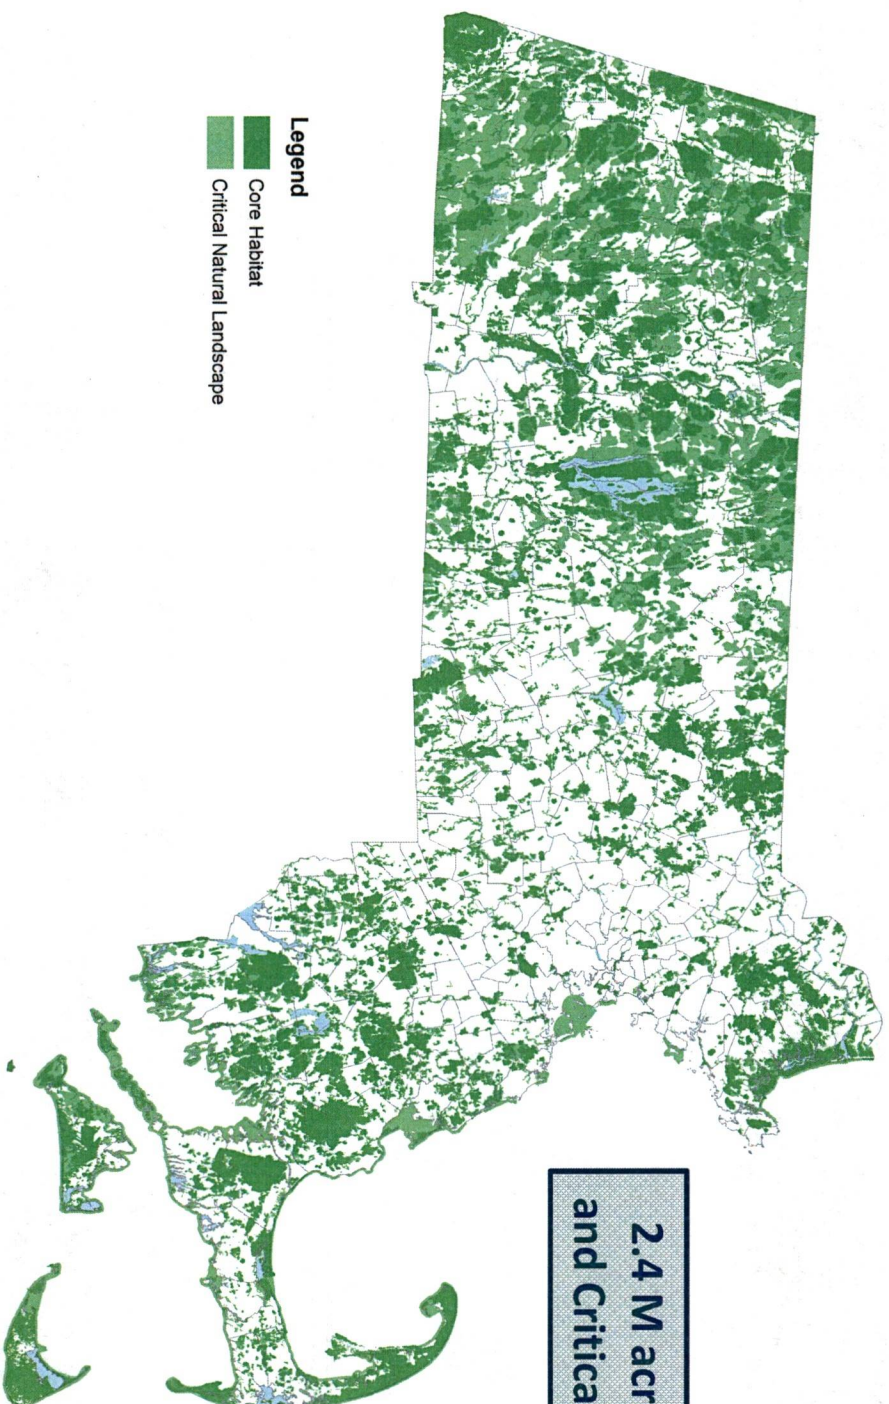 2.4 M acr
and Critica
Legend
Core Habitat
Critical Natural Landscape